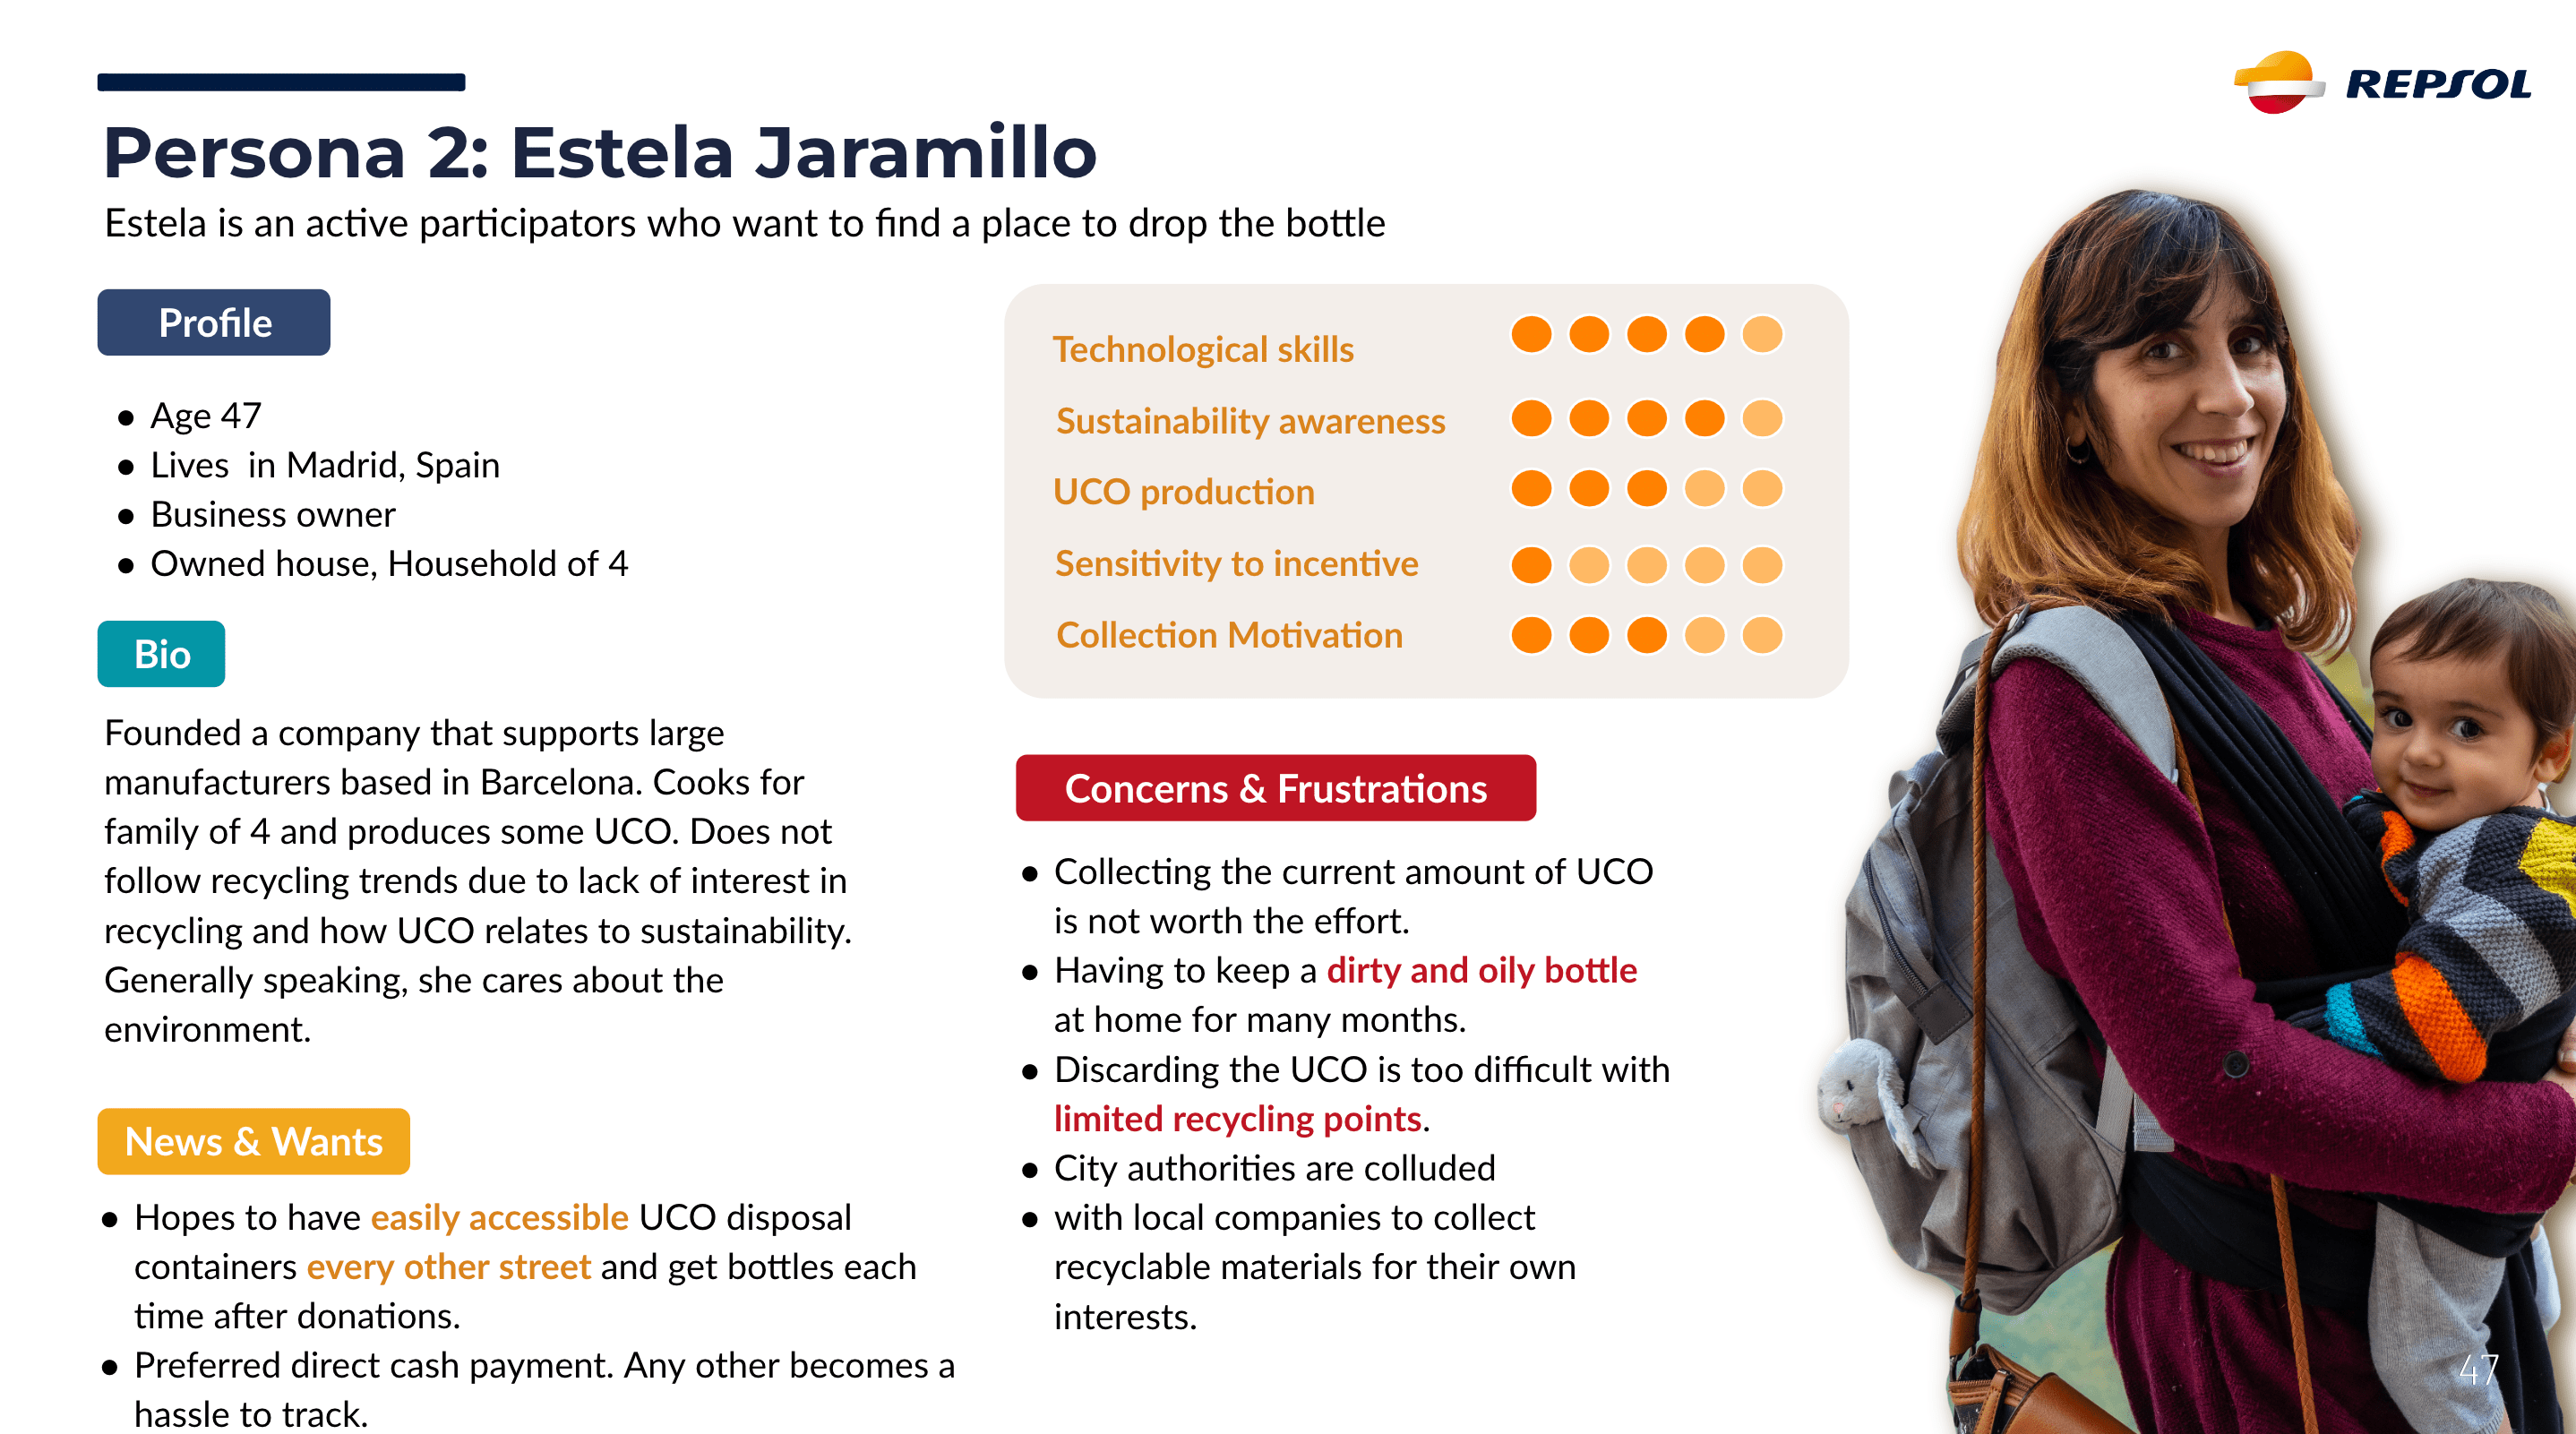 REPSOL
Persona 2: Estela Jaramillo
Estela is an active participators who want to find a place to drop the bottle
Profile
● Age 47
● Lives  in Madrid, Spain
● Business owner
● Owned house, Household of 4
Bio
Founded a company that supports large
manufacturers based in Barcelona. Cooks for
family of 4 and produces some UCO. Does not
follow recycling trends due to lack of interest in
recycling and how UCO relates to sustainability.
Generally speaking, she cares about the
environment.
News & Wants
● Hopes to have easily accessible UCO disposal
containers every other street and get bottles each
time after donations.
● Preferred direct cash payment. Any other becomes a
hassle to track.
Technological skills
Sustainability awareness
UCO production
Sensitivity to incentive
Collection Motivation
Concerns & Frustrations
● Collecting the current amount of UCO
is not worth the effort.
● Having to keep a dirty and oily bottle
at home for many months.
● Discarding the UCO is too difficult with
limited recycling points.
● City authorities are colluded
● with local companies to collect
recyclable materials for their own
interests.
47